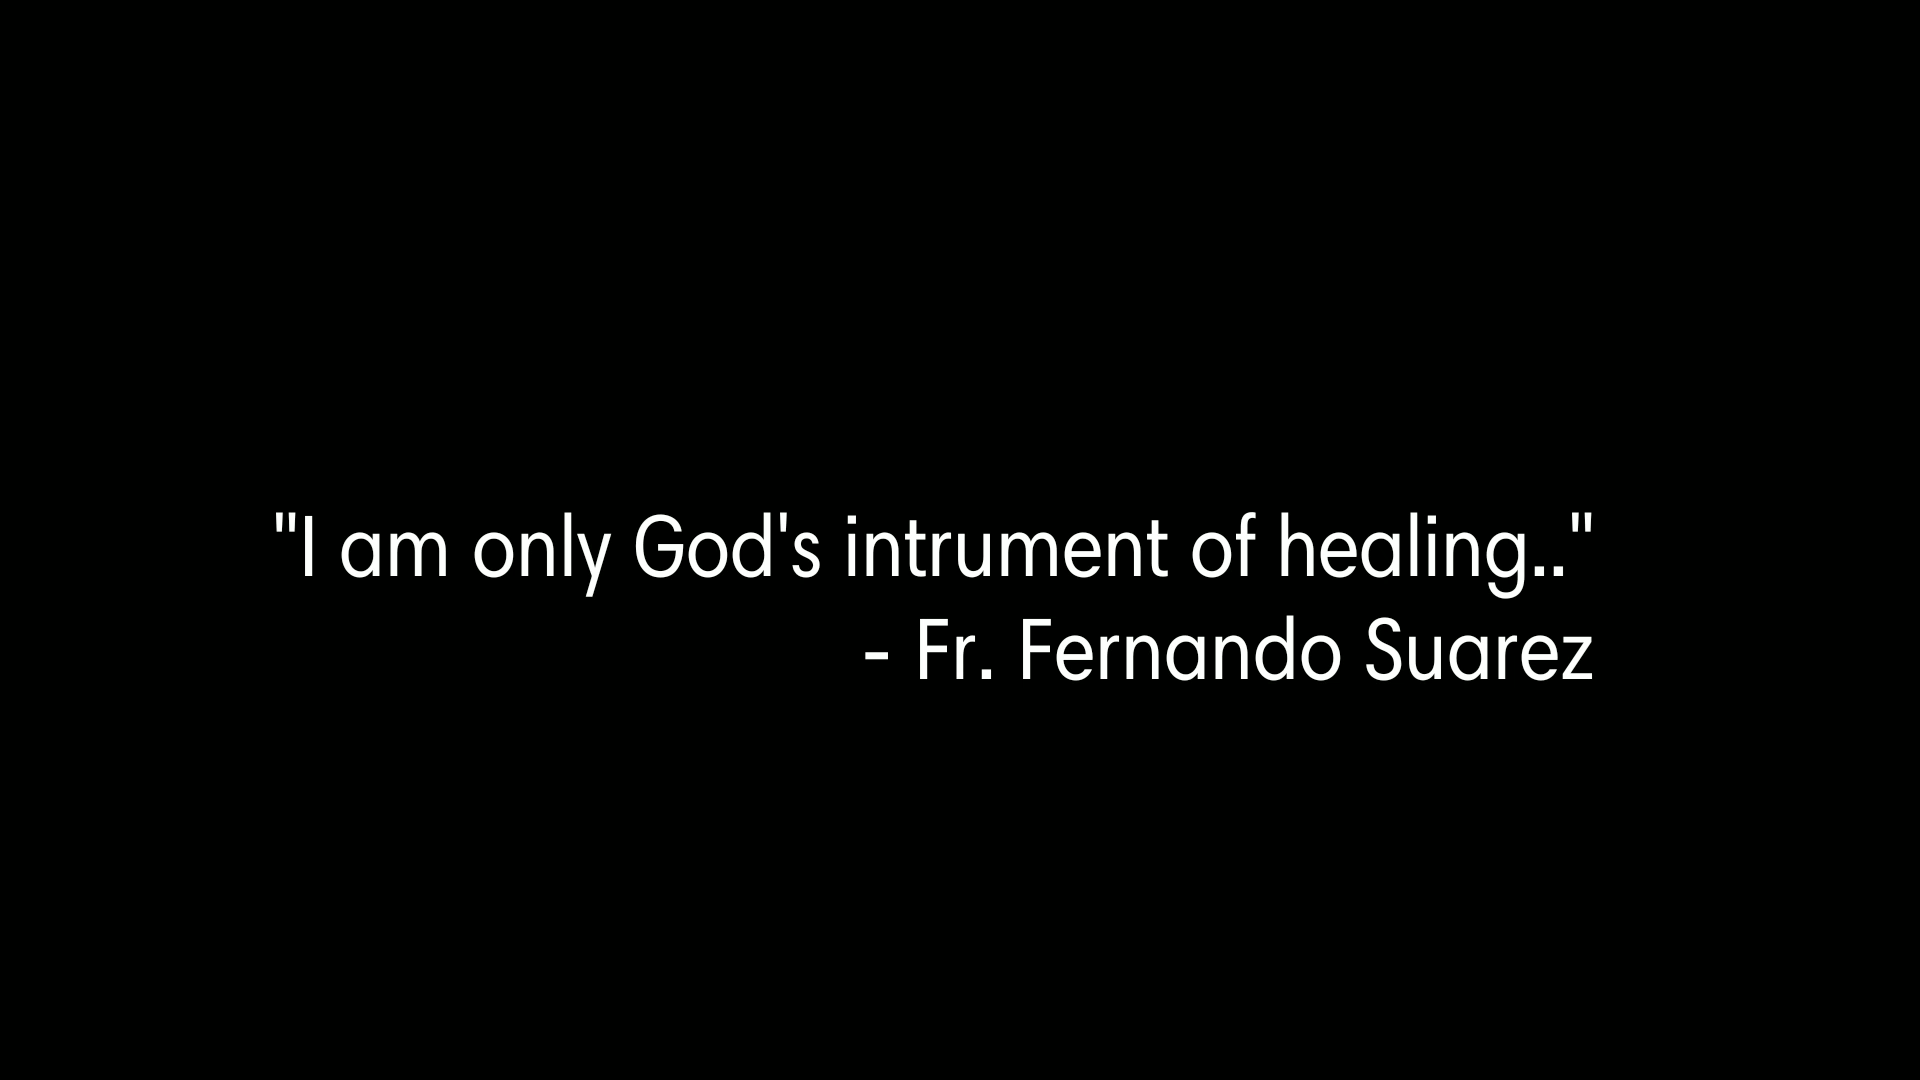 "I am only God's intrument of healing.."
- Fr. Fernando Suarez